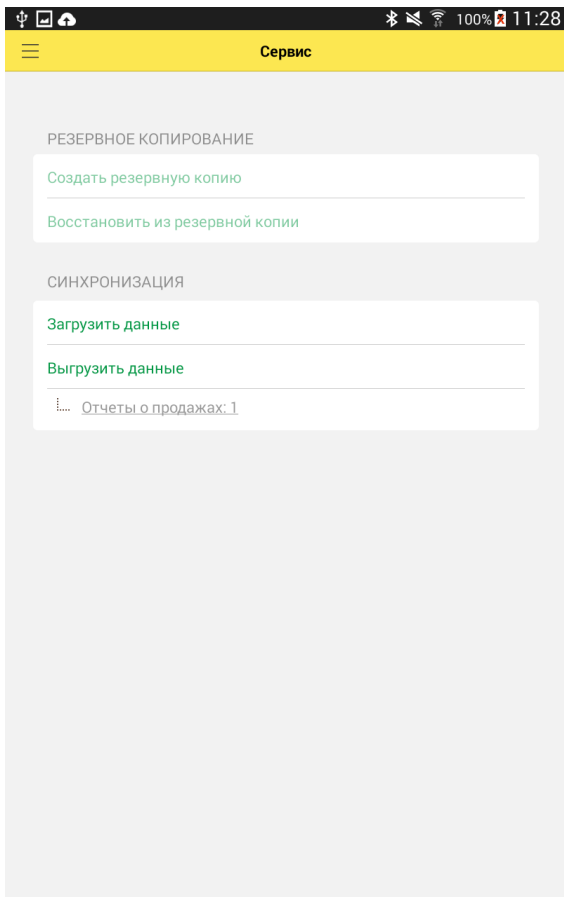 100% 11:28
Сервис
РЕЗЕРВНОЕ КОПИРОВАНИЕ
Создать резервную копию
Восстановить из резервной копии
СИНХРОНИЗАЦИЯ
Загрузить данные
Выгрузить данные
Отчеты о продажах: 1